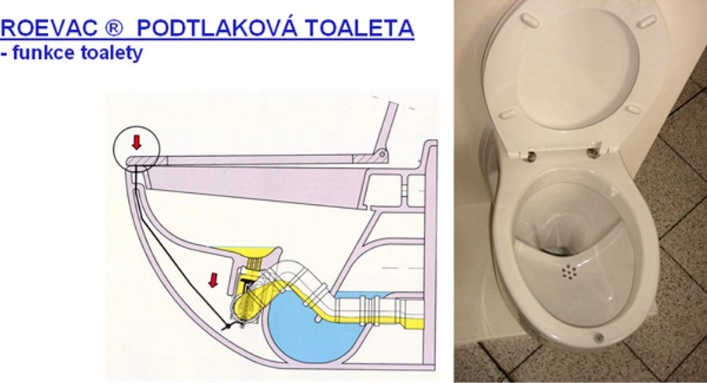 ROEVAC ® PODTLAKOVÁ TOALETA
- funkce toalety